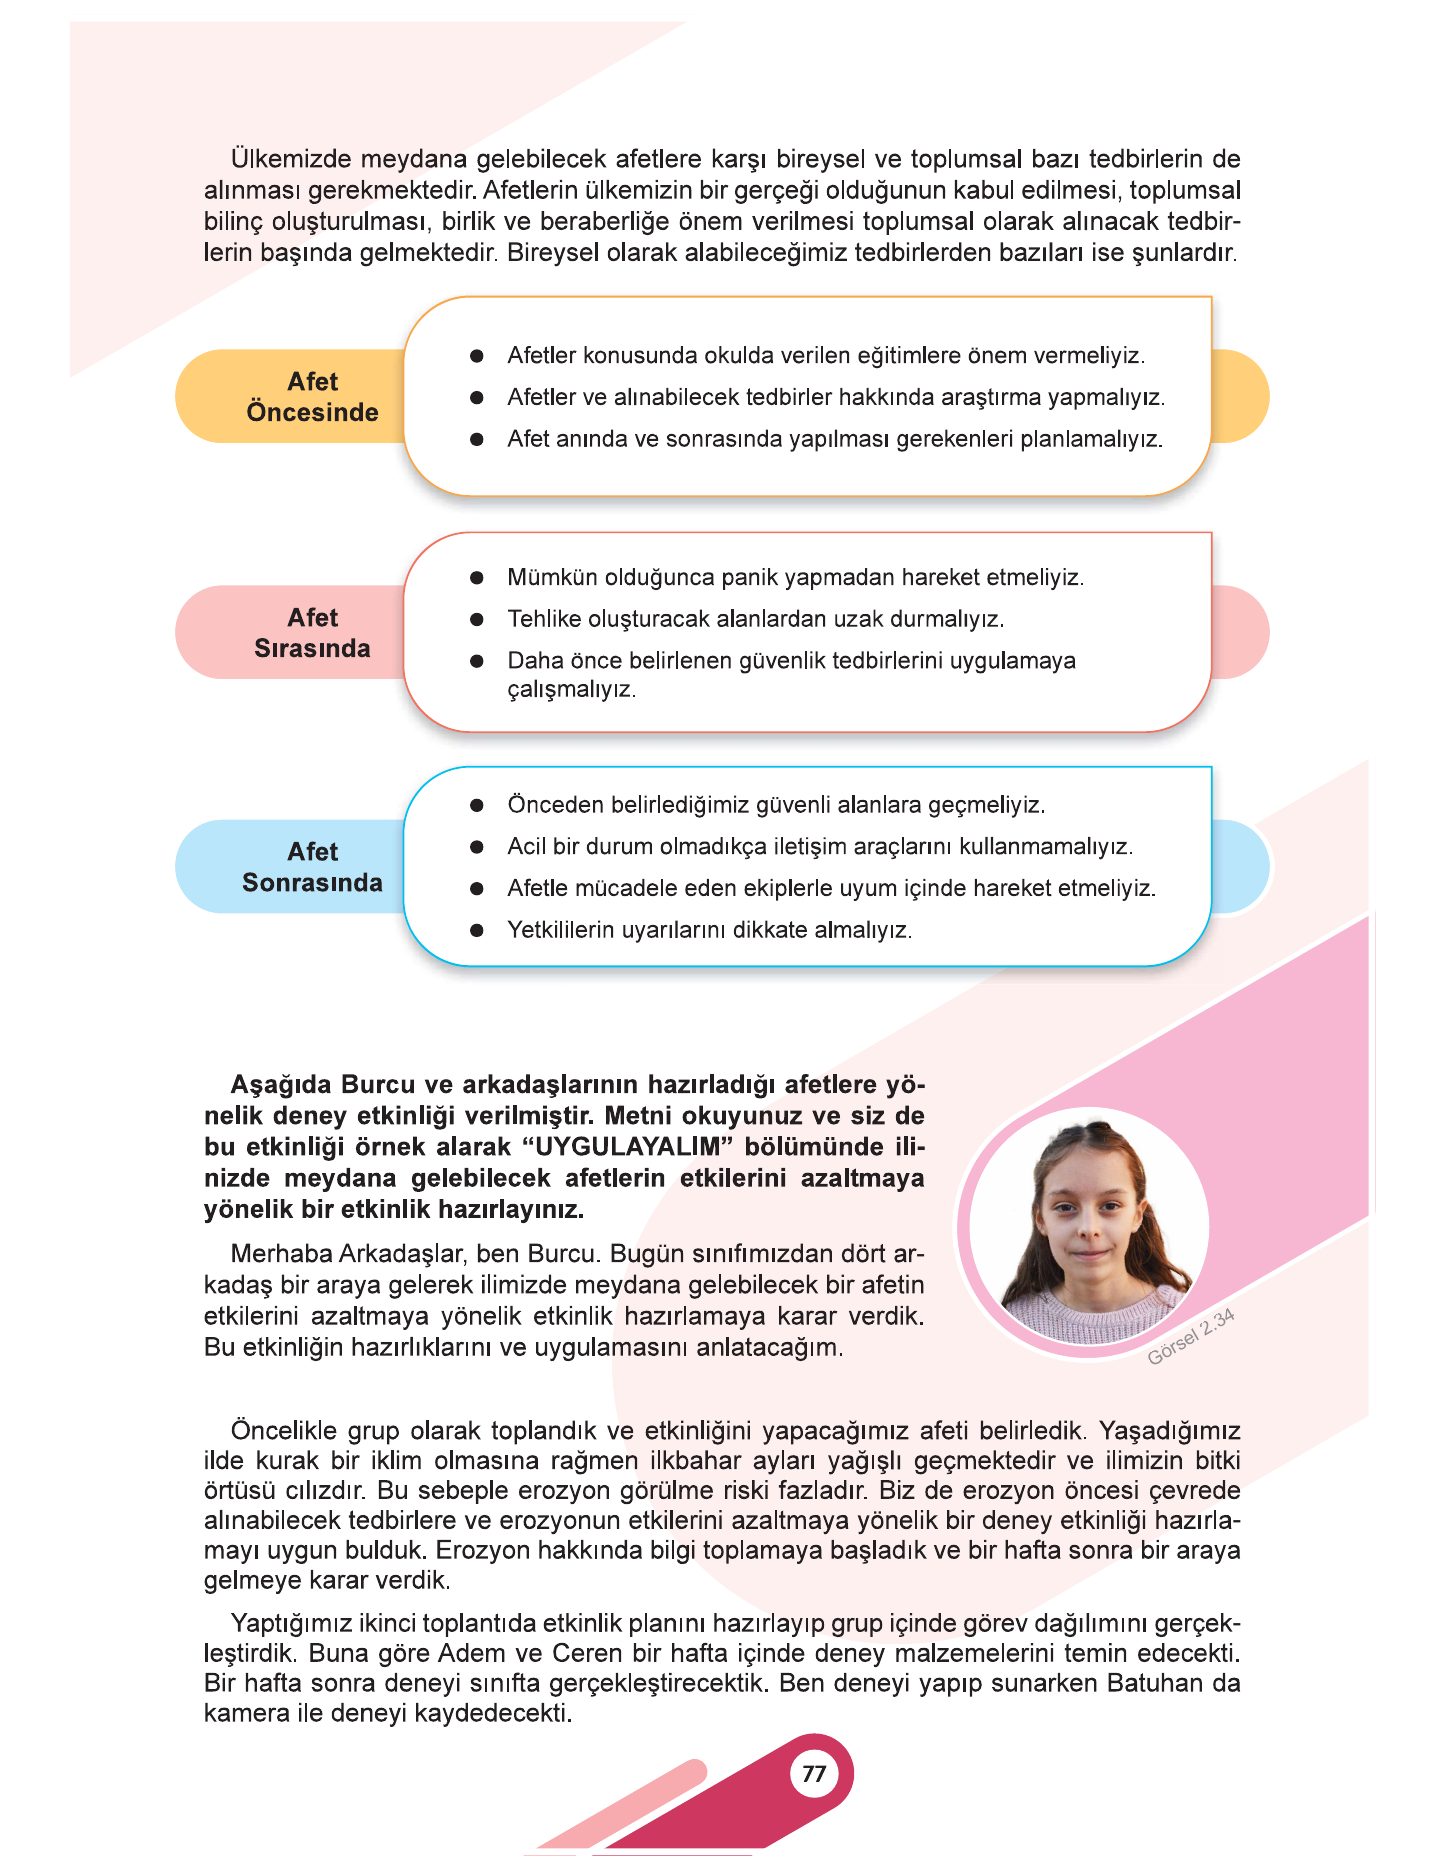 Ülkemizde meydana gelebilecek afetlere karşı bireysel ve toplumsal bazı tedbirlerin de
alınması gerekmektedir. Afetlerin ülkemizin bir gerçeği olduğunun kabul edilmesi, toplumsal
bilinç oluşturulması, birlik ve beraberliğe önem verilmesi toplumsal olarak alınacak tedbir-
lerin başında gelmektedir. Bireysel olarak alabileceğimiz tedbirlerden bazıları ise şunlardır.
Afet
Öncesinde
● Afetler konusunda okulda verilen eğitimlere önem vermeliyiz.
● Afetler ve alınabilecek tedbirler hakkında araştırma yapmalıyız.
● Afet anında ve sonrasında yapılması gerekenleri planlamalıyız.
Afet
Sırasında
● Mümkün olduğunca panik yapmadan hareket etmeliyiz.
● Tehlike oluşturacak alanlardan uzak durmalıyız.
● Daha önce belirlenen güvenlik tedbirlerini uygulamaya
çalışmalıyız.
Afet
Sonrasında
● Önceden belirlediğimiz güvenli alanlara geçmeliyiz.
● Acil bir durum olmadıkça iletişim araçlarını kullanmamalıyız.
● Afetle mücadele eden ekiplerle uyum içinde hareket etmeliyiz.
● Yetkililerin uyarılarını dikkate almalıyız.
Aşağıda Burcu ve arkadaşlarının hazırladığı afetlere yö-
nelik deney etkinliği verilmiştir. Metni okuyunuz ve siz de
bu etkinliği örnek alarak “UYGULAYALIM” bölümünde ili-
nizde meydana gelebilecek afetlerin etkilerini azaltmaya
yönelik bir etkinlik hazırlayınız.
Merhaba Arkadaşlar, ben Burcu. Bugün sınıfımızdan dört ar-
kadaş bir araya gelerek ilimizde meydana gelebilecek bir afetin
etkilerini azaltmaya yönelik etkinlik hazırlamaya karar verdik.
Bu etkinliğin hazırlıklarını ve uygulamasını anlatacağım.
Görsel 2.34
Öncelikle grup olarak toplandık ve etkinliğini yapacağımız afeti belirledik. Yaşadığımız
ilde kurak bir iklim olmasına rağmen ilkbahar ayları yağışlı geçmektedir ve ilimizin bitki
örtüsü cılızdır. Bu sebeple erozyon görülme riski fazladır. Biz de erozyon öncesi çevrede
alınabilecek tedbirlere ve erozyonun etkilerini azaltmaya yönelik bir deney etkinliği hazırla-
mayı uygun bulduk. Erozyon hakkında bilgi toplamaya başladık ve bir hafta sonra bir araya
gelmeye karar verdik.
Yaptığımız ikinci toplantıda etkinlik planını hazırlayıp grup içinde görev dağılımını gerçek-
leştirdik. Buna göre Adem ve Ceren bir hafta içinde deney malzemelerini temin edecekti.
Bir hafta sonra deneyi sınıfta gerçekleştirecektik. Ben deneyi yapıp sunarken Batuhan da
kamera ile deneyi kaydedecekti.
77